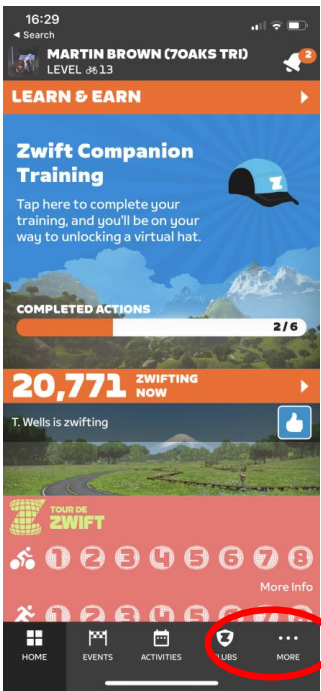 16:29
◄ Search
MARTIN BROWN (7OAKS TRI)
LEVEL 13
2
LEARN & EARN
Zwift Companion
Training
Tap here to complete your
training, and you'll be on your
way to unlocking a virtual hat.
COMPLETED ACTIONS
2/6
20,771 ZWIFTING
NOW
T. Wells is zwifting
TOUR DE
ZWIFT
1 2 3 4 5 6 7 8
More Info
1 2 3 4 5 6 7 8
HOME EVENTS ACTIVITIES CLUBS MORE